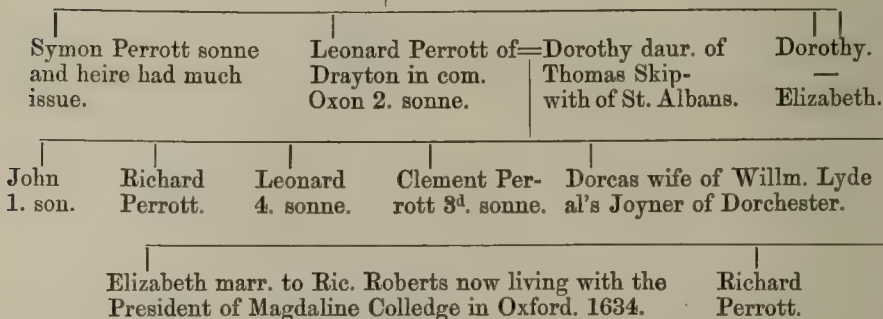 Symon Perrott sonne
and heire had much
issue.
Leonard Perrott of=Dorothy daur. of
Drayton in com. Thomas Skip-
Oxon 2. sonne. with of St. Albans.
Dorothy.
—
Elizabeth.
John
1. son.
Richard
Perrott.
Leonard
4. sonne.
Clement Per-
rott 3d. sonne.
Dorcas wife of Willm. Lyde
al's Joyner of Dorchester.
Elizabeth marr. to Ric. Roberts now living with the
President of Magdaline Colledge in Oxford. 1634.
Richard
Perrott.